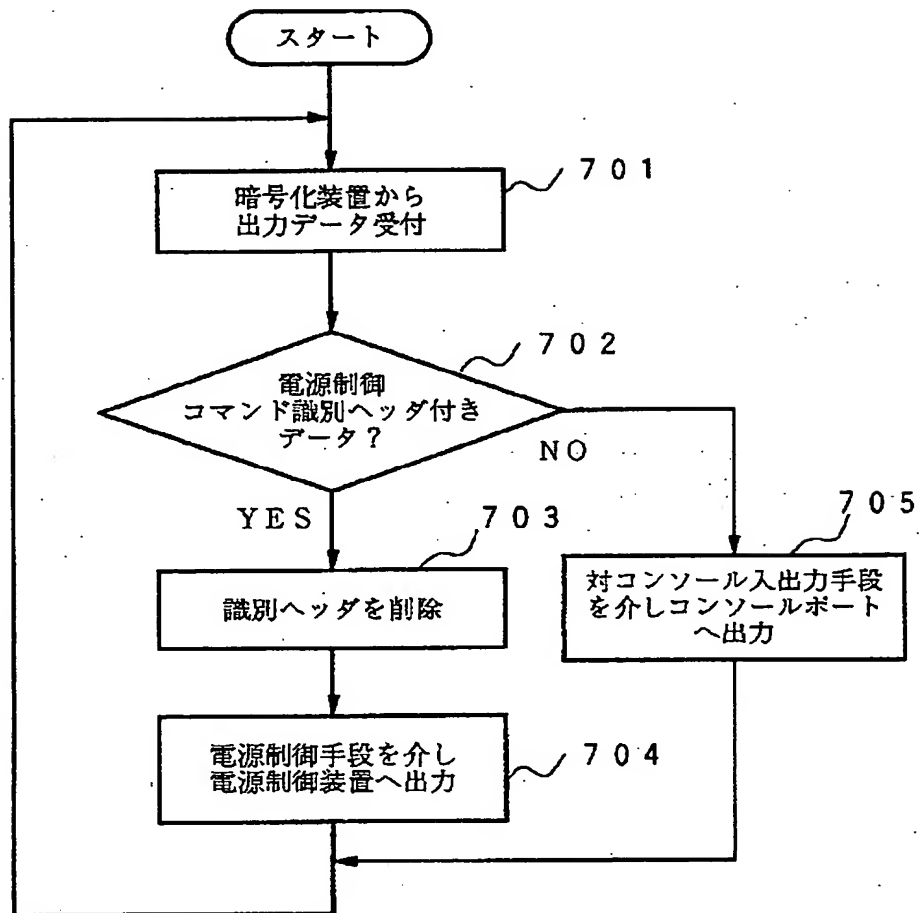 スタート
701
暗号化装置から
出力データ受付
702
電源制御
コマンド識別ヘッダ付き
データ？
NO
YES
703
識別ヘッダを削除
705
対コンソール入出力手段
を介しコンソールポート
へ出力
704
電源制御手段を介し
電源制御装置へ出力